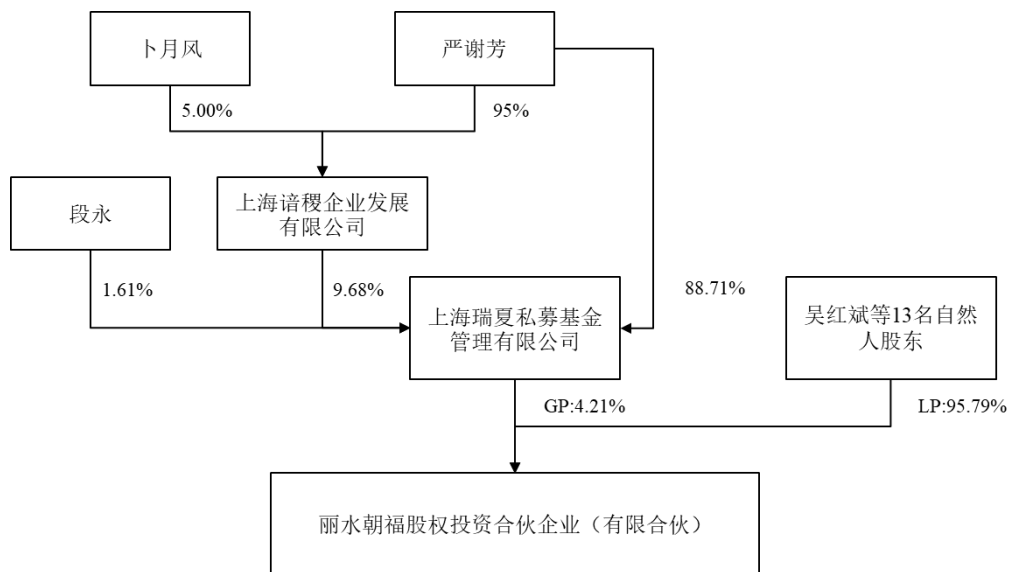 卜月风
严谢芳
5.00%
95%
段永
上海谙稷企业发展
有限公司
1.61%
9.68%
88.71%
上海瑞夏私募基金
管理有限公司
吴红斌等13名自然
人股东
GP:4.21%
LP:95.79%
丽水朝福股权投资合伙企业（有限合伙）